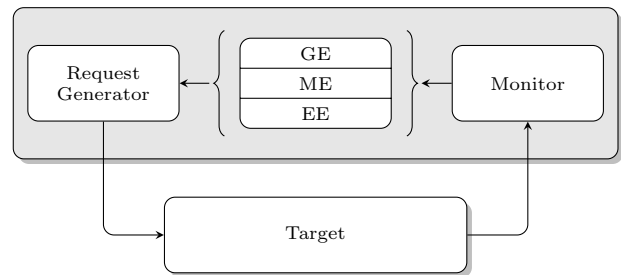 Request
Generator
GE
ME
EE
Monitor
Target